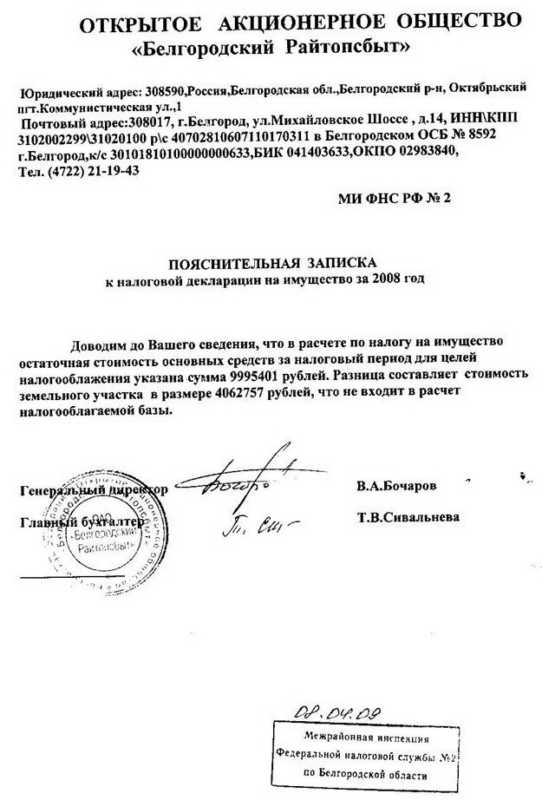 ОТКРЫТОЕ АКЦИОНЕРНОЕ ОБЩЕСТВО
«Белгородский Райтопсбыт»
Юридический адрес: 308590,Россия,Белгородская обл.,Белгородский р-н, Октябрьский
пгт.Коммунистическая ул.,1
Почтовый адрес:308017, г.Белгород, ул.Михайловское Шоссе , д.14, ИНН\КПП
3102002299\31020100 р\с 40702810607110170311 в Белгородском ОСБ № 8592
г.Белгород,к/с 30101810100000000633,БИК 041403633,ОКПО 02983840,
Тел. (4722) 21-19-43
МИ ФНС РФ № 2
ПОЯСНИТЕЛЬНАЯ ЗАПИСКА
к налоговой декларации на имущество за 2008 год
Доводим до Вашего сведения, что в расчете по налогу на имущество
остаточная стоимость основных средств за налоговый период для целей
налогооблажения указана сумма 9995401 рублей. Разница составляет стоимость
земельного участка в размере 4062757 рублей, что не входит в расчет
налогооблагаемой базы.
Генеральный директор В.А.Бочаров
Главный бухгалтер Т.В.Сивальнева
ОАО
«Белгородский
Райтопсбыт»
08.04.09
Межрайонная инспекция
Федеральной налоговой службы №2
по Белгородской области